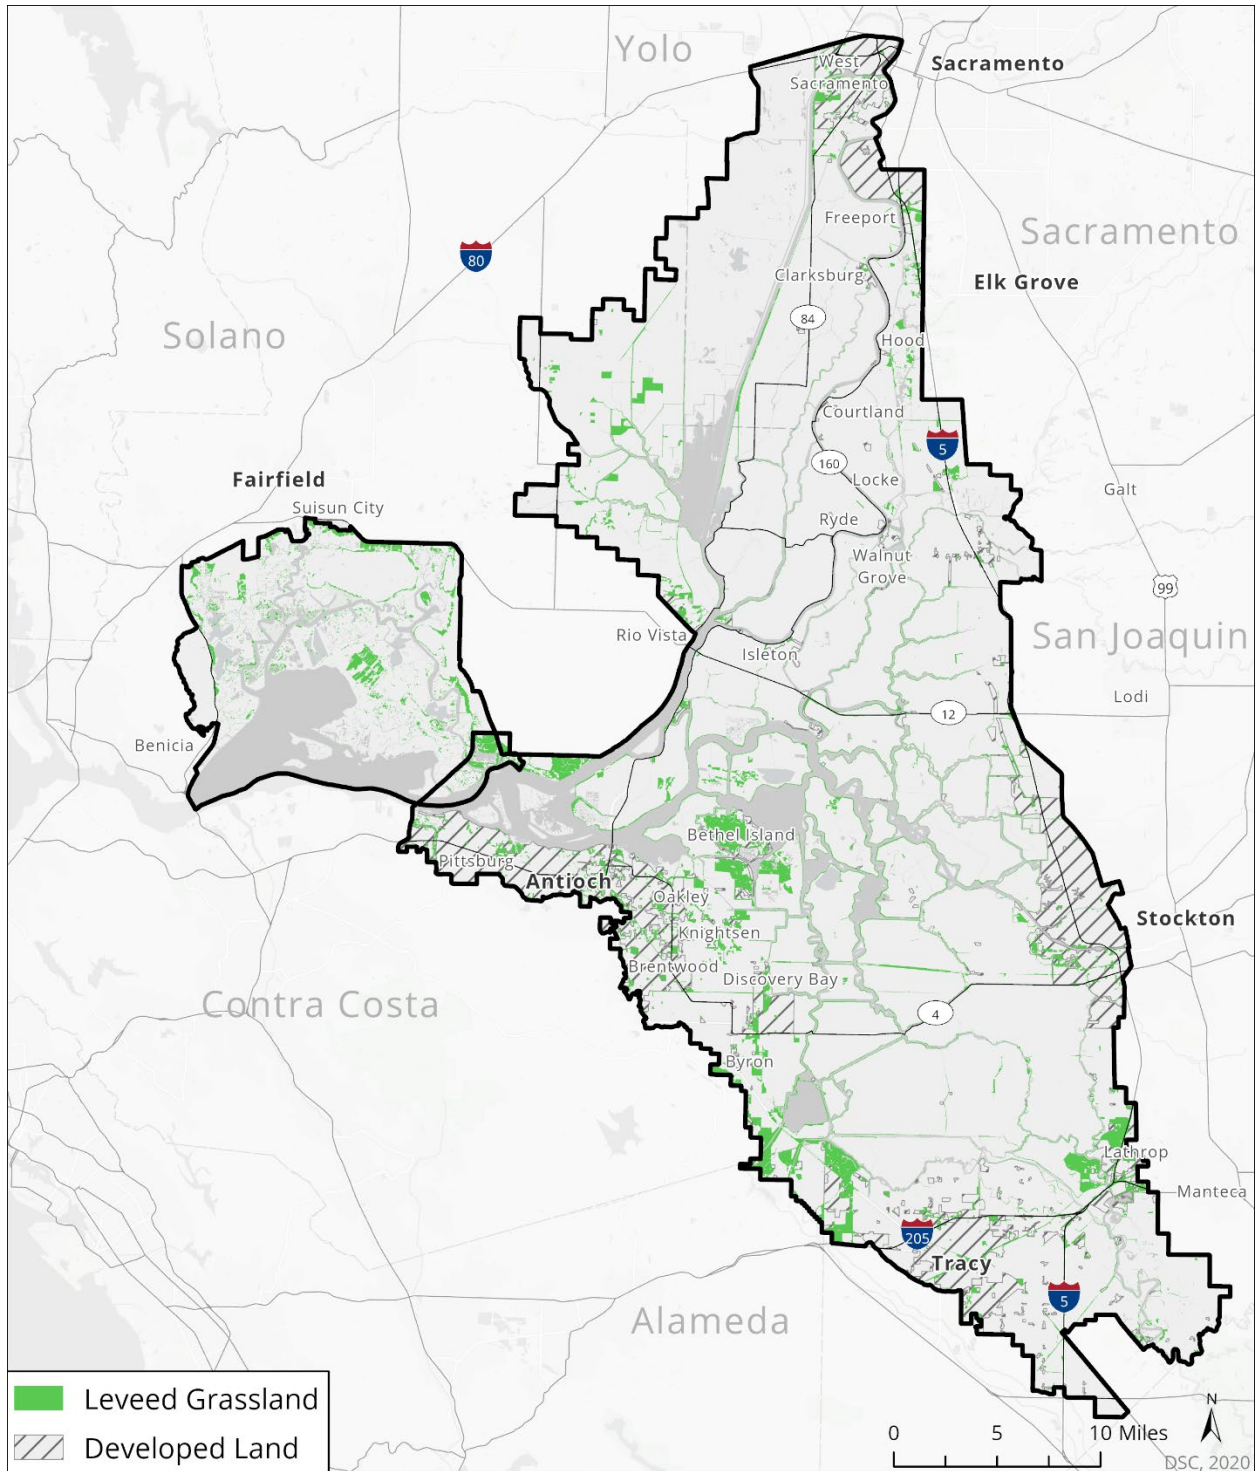 Yolo
West
Sacramento
Sacramento
80
Freeport
Sacramento
Clarksburg
Elk Grove
84
Solano
Hood
Courtland
5
160
Fairfield
Locke
Galt
Suisun City
Ryde
Walnut
Grove
99
Rio Vista
San Joaquin
Isleton
Lodi
12
Benicia
Bethel Island
Pittsburg
Antioch
Oakley
Stockton
Knightsen
Brentwood
Discovery Bay
Contra Costa
4
Byron
Lathrop
Manteca
205
Tracy
5
Alameda
Leveed Grassland
Developed Land
0 5 10 Miles
N
DSC, 2020